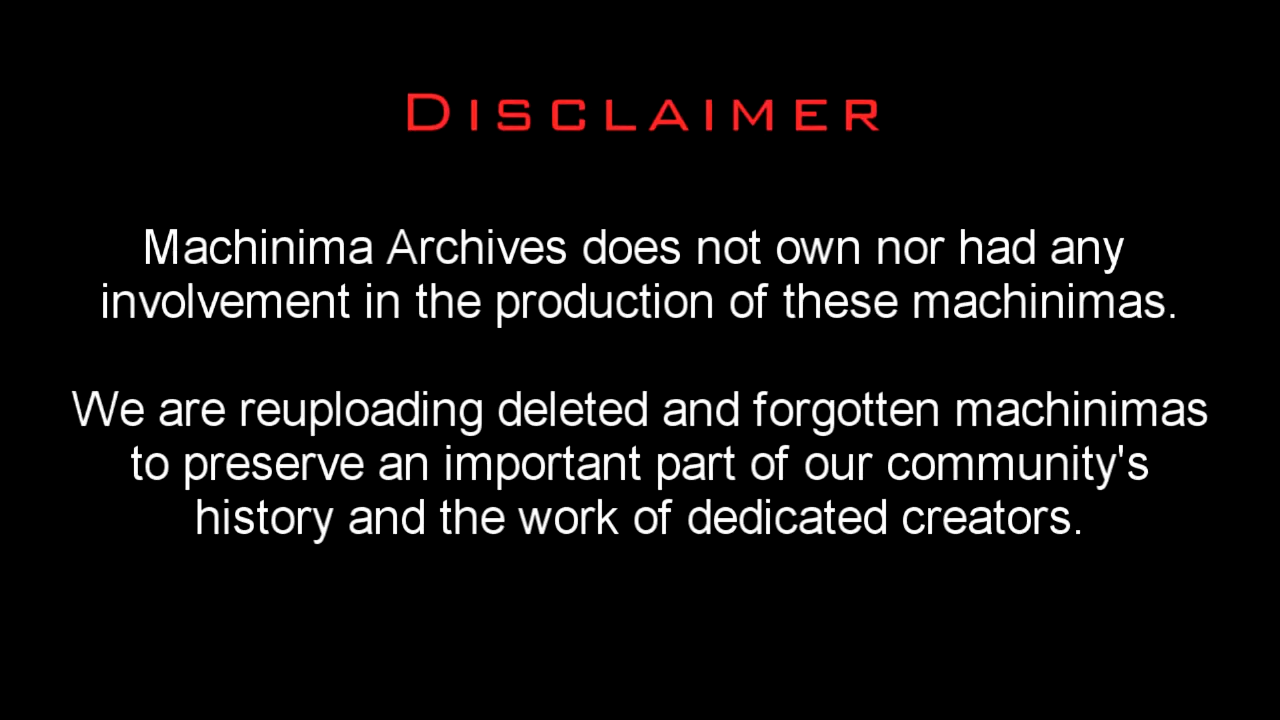 Disclaimer
Machinima Archives does not own nor had any
involvement in the production of these machinimas.
We are reuploading deleted and forgotten machinimas
to preserve an important part of our community's
history and the work of dedicated creators.